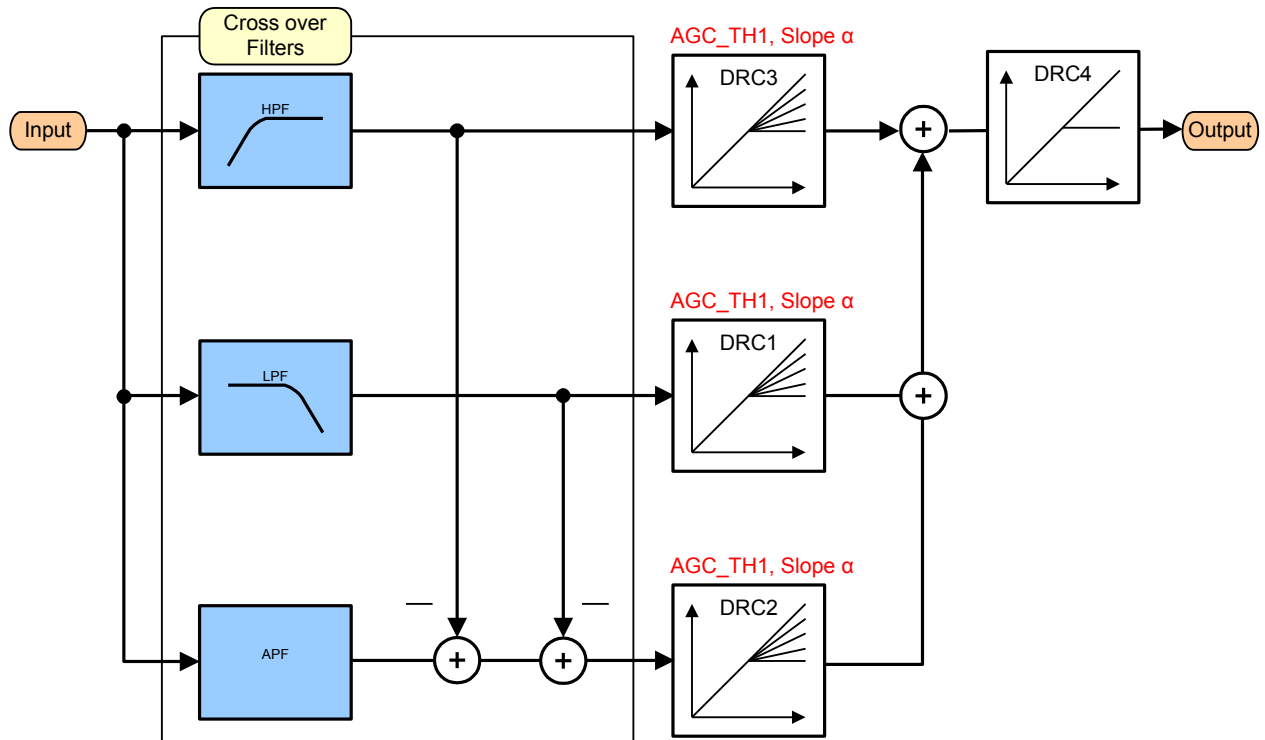 Cross over
Filters
AGC_TH1, Slope α
HPF
DRC3
DRC4
Input
+
Output
AGC_TH1, Slope α
LPF
DRC1
+
AGC_TH1, Slope α
APF
—
—
DRC2
+
+